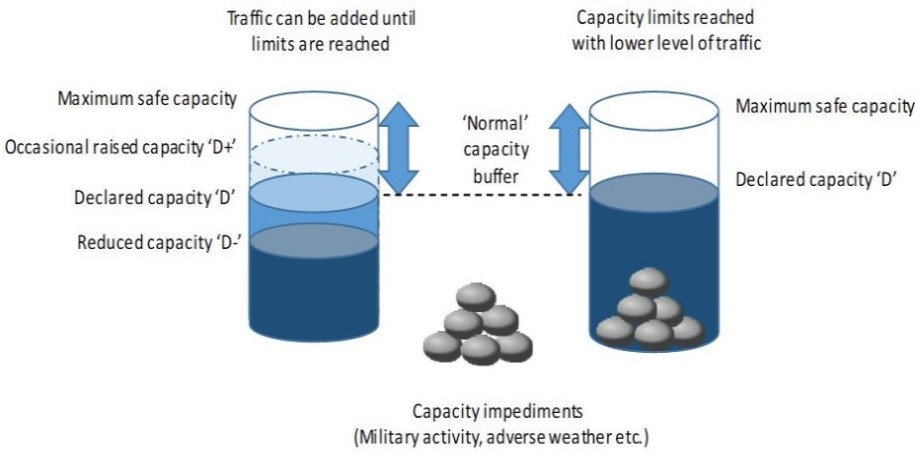 Traffic can be added until
limits are reached
Capacity limits reached
with lower level of traffic
Maximum safe capacity
Occasional raised capacity ‘D+’
Declared capacity ‘D’
Reduced capacity ‘D-’
‘Normal’
capacity
buffer
Maximum safe capacity
Declared capacity ‘D’
Capacity impediments
(Military activity, adverse weather etc.)